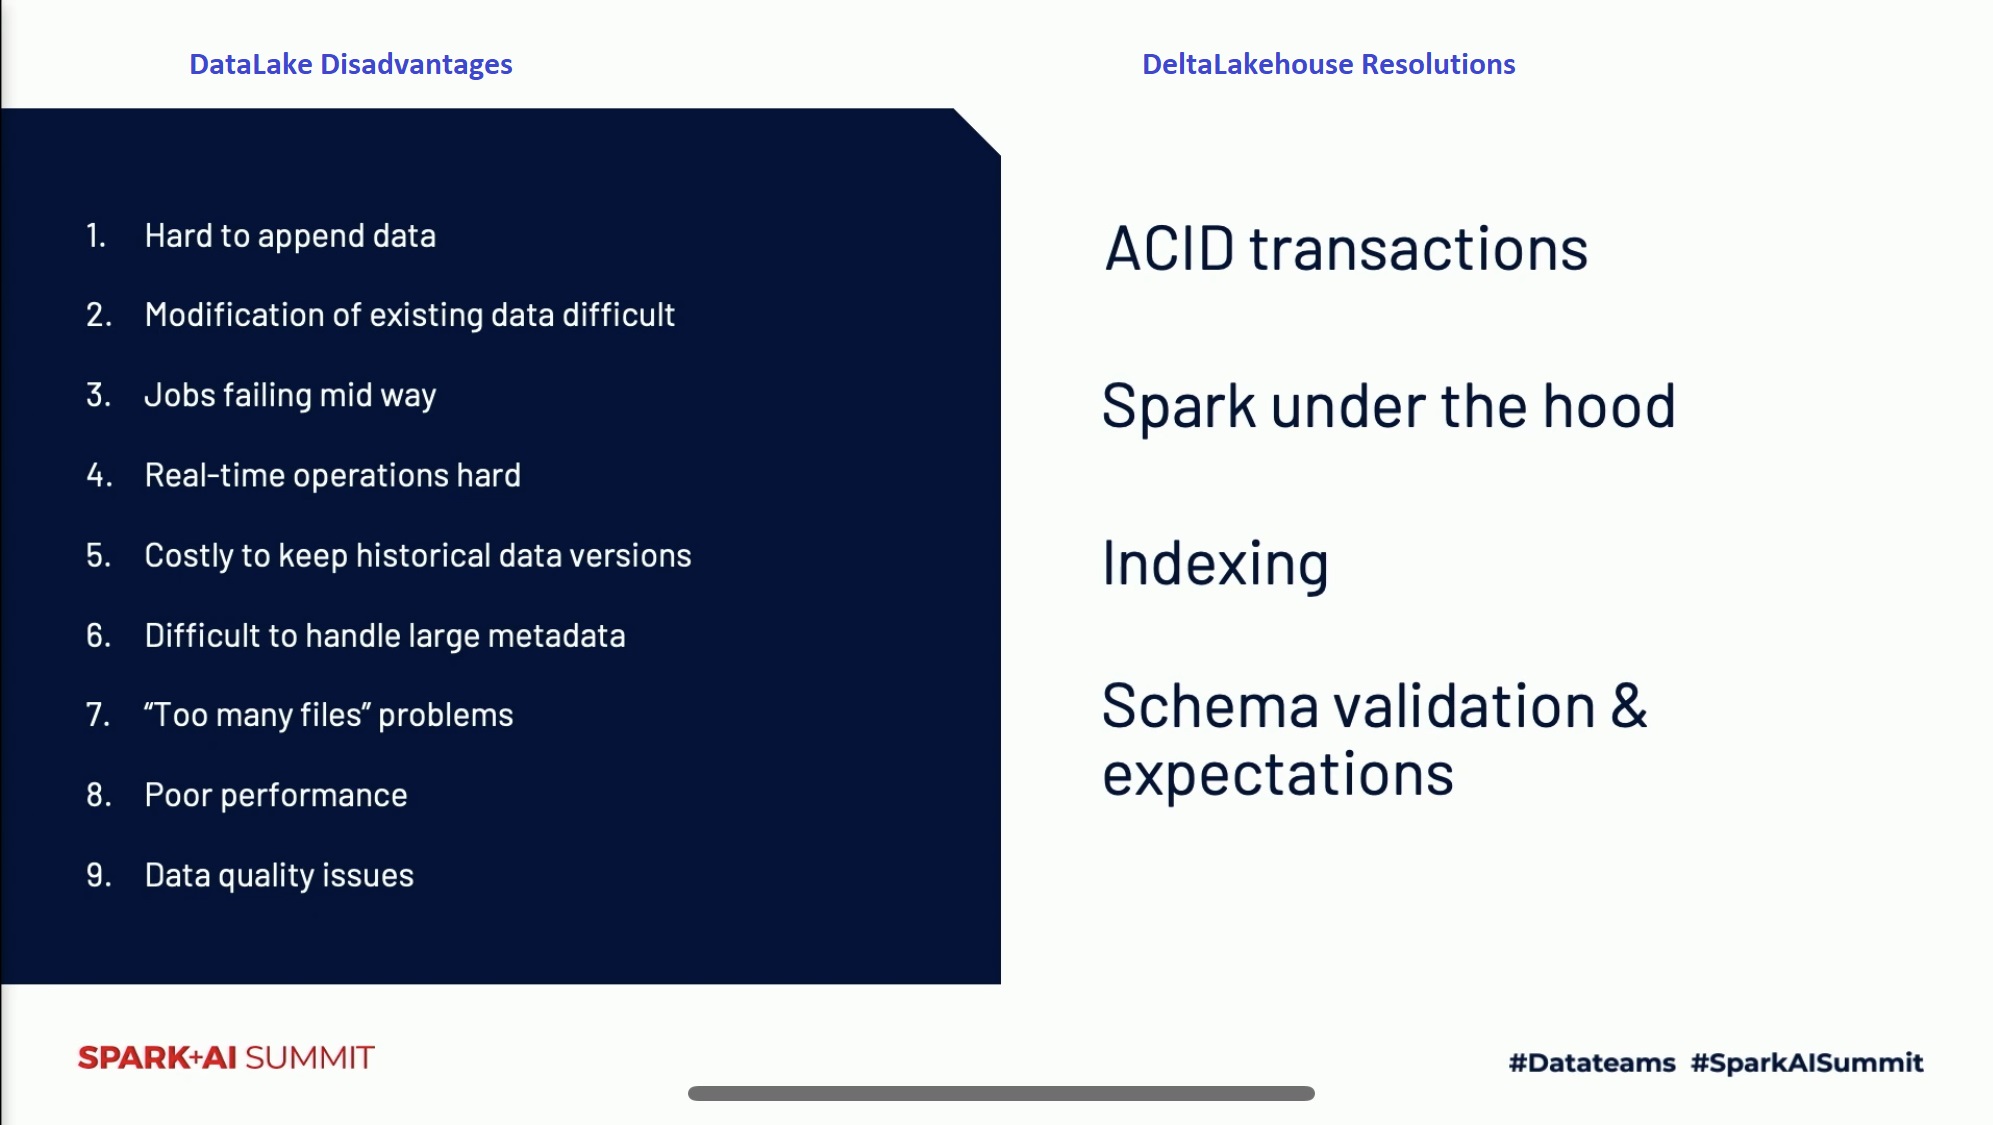 DataLake Disadvantages
DeltaLakehouse Resolutions
1. Hard to append data
2. Modification of existing data difficult
3. Jobs failing mid way
4. Real-time operations hard
5. Costly to keep historical data versions
6. Difficult to handle large metadata
7. “Too many files” problems
8. Poor performance
9. Data quality issues
ACID transactions
Spark under the hood
Indexing
Schema validation &
expectations
SPARK+AI SUMMIT
#Datateams #SparkAISummit